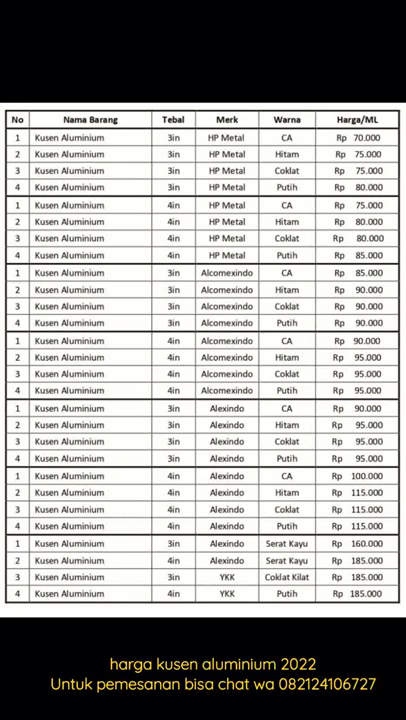 No Nama Barang Tebal Merk Warna Harga/ML
1 Kusen Aluminium 3in HP Metal CA Rp 70.000
2 Kusen Aluminium 3in HP Metal Hitam Rp 75.000
3 Kusen Aluminium 3in HP Metal Coklat Rp 75.000
4 Kusen Aluminium 3in HP Metal Putih Rp 80.000
1 Kusen Aluminium 4in HP Metal CA Rp 75.000
2 Kusen Aluminium 4in HP Metal Hitam Rp 80.000
3 Kusen Aluminium 4in HP Metal Coklat Rp 80.000
4 Kusen Aluminium 4in HP Metal Putih Rp 85.000
1 Kusen Aluminium 3in Alcomexindo CA Rp 85.000
2 Kusen Aluminium 3in Alcomexindo Hitam Rp 90.000
3 Kusen Aluminium 3in Alcomexindo Coklat Rp 90.000
4 Kusen Aluminium 3in Alcomexindo Putih Rp 90.000
1 Kusen Aluminium 4in Alcomexindo CA Rp 90.000
2 Kusen Aluminium 4in Alcomexindo Hitam Rp 95.000
3 Kusen Aluminium 4in Alcomexindo Coklat Rp 95.000
4 Kusen Aluminium 4in Alcomexindo Putih Rp 95.000
1 Kusen Aluminium 3in Alexindo CA Rp 90.000
2 Kusen Aluminium 3in Alexindo Hitam Rp 95.000
3 Kusen Aluminium 3in Alexindo Coklat Rp 95.000
4 Kusen Aluminium 3in Alexindo Putih Rp 95.000
1 Kusen Aluminium 4in Alexindo CA Rp 100.000
2 Kusen Aluminium 4in Alexindo Hitam Rp 115.000
3 Kusen Aluminium 4in Alexindo Coklat Rp 115.000
4 Kusen Aluminium 4in Alexindo Putih Rp 115.000
1 Kusen Aluminium 3in Alexindo Serat Kayu Rp 160.000
2 Kusen Aluminium 4in Alexindo Serat Kayu Rp 185.000
3 Kusen Aluminium 3in YKK Coklat Kilat Rp 185.000
4 Kusen Aluminium 4in YKK Putih Rp 185.000
harga kusen aluminium 2022
Untuk pemesanan bisa chat wa 082124106727